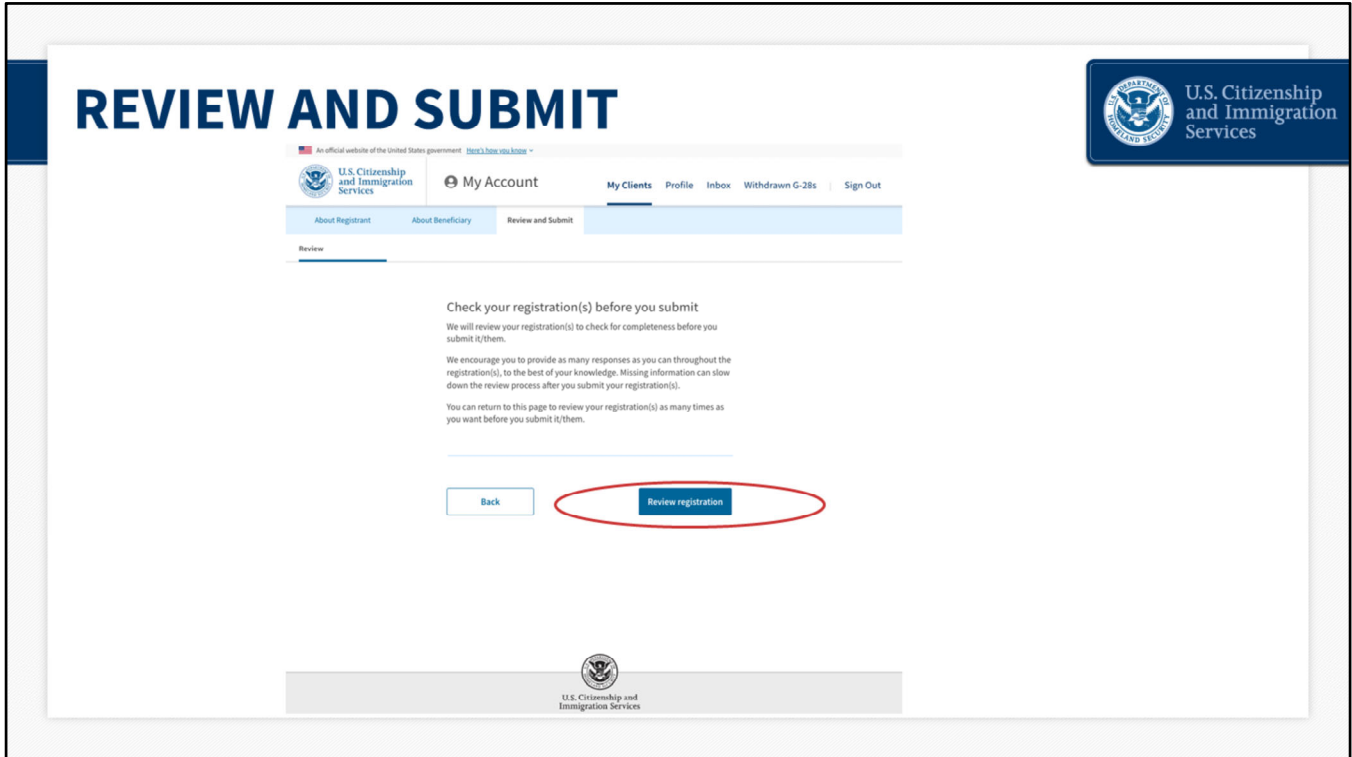 REVIEW AND SUBMIT
U.S. Citizenship
and Immigration
Services
An official website of the United States government Here's how you know
U.S. Citizenship
and Immigration
Services
My Account
My Clients Profile Inbox Withdrawn G-28s | Sign Out
About Registrant About Beneficiary Review and Submit
Review
Check your registration(s) before you submit
We will review your registration(s) to check for completeness before you
submit it/them.
We encourage you to provide as many responses as you can throughout the
registration(s), to the best of your knowledge. Missing information can slow
down the review process after you submit your registration(s).
You can return to this page to review your registration(s) as many times as
you want before you submit it/them.
Back Review registration
U.S. Citizenship and
Immigration Services